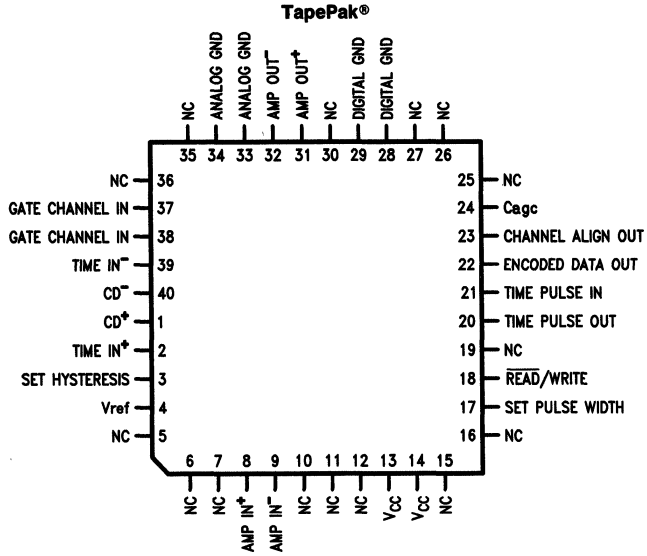 TapePak®
NC
ANALOG GND
ANALOG GND
AMP OUT-
AMP OUT+
NC
DIGITAL GND
DIGITAL GND
NC
NC
35 34 33 32 31 30 29 28 27 26
NC 36
GATE CHANNEL IN 37
GATE CHANNEL IN 38
TIME IN- 39
CD- 40
CD+ 1
TIME IN+ 2
SET HYSTERESIS 3
Vref 4
NC 5
25 NC
24 Cagc
23 CHANNEL ALIGN OUT
22 ENCODED DATA OUT
21 TIME PULSE IN
20 TIME PULSE OUT
19 NC
18 READ/WRITE
17 SET PULSE WIDTH
16 NC
6 7 8 9 10 11 12 13 14 15
NC
NC
AMP IN+
AMP IN-
NC
NC
NC
VCC
VCC
NC